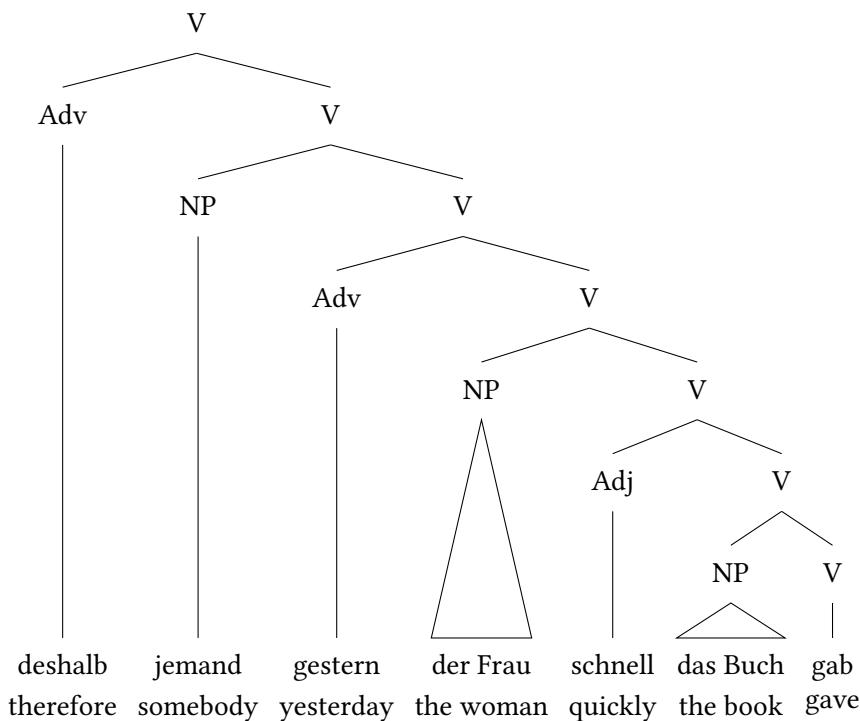 V
Adv V
NP V
Adv V
NP V
Adj V
NP V
deshalb jemand gestern der Frau schnell das Buch gab
therefore somebody yesterday the woman quickly the book gave